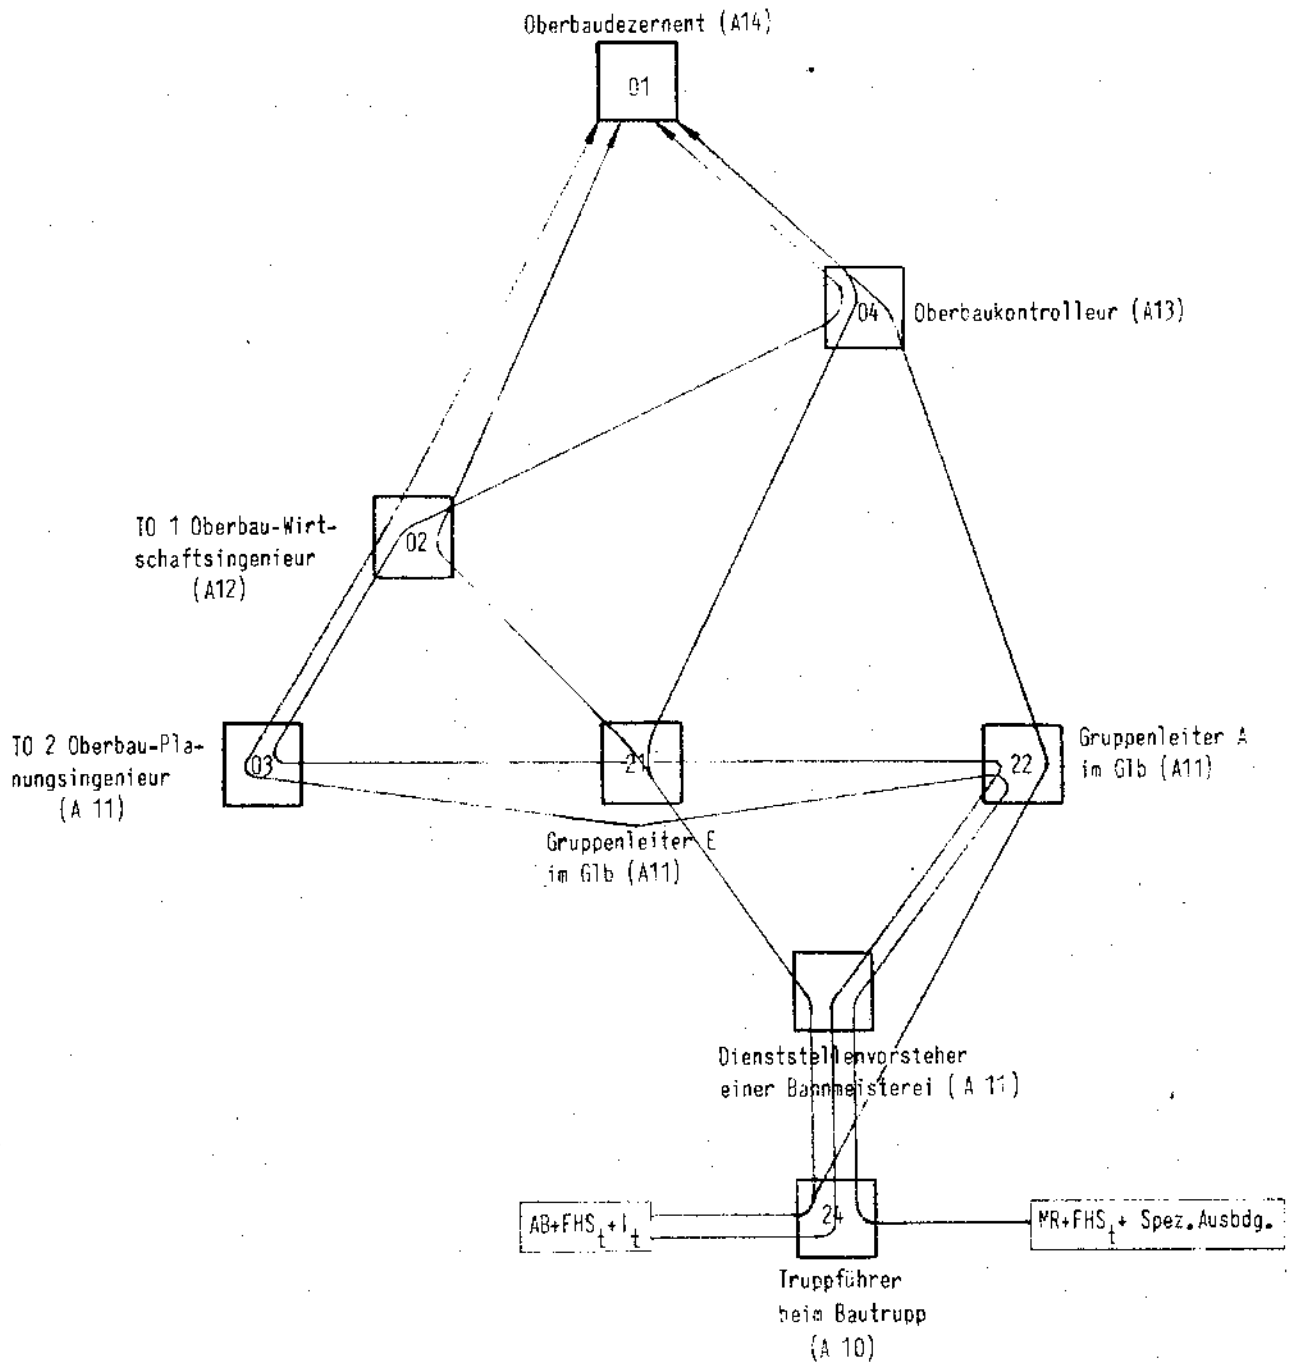 Oberbaudezernent (A14)
01
04
Oberbaukontrolleur (A13)
TO 1 Oberbau-Wirt-
schaftsingenieur
(A12)
02
TO 2 Oberbau-Pla-
nungsingenieur
(A 11)
03
21
22
Gruppenleiter A
im Glb (A11)
Gruppenleiter E
im Glb (A11)
Dienststellenvorsteher
einer Bahnmeisterei (A 11)
AB+FHSt+It
24
MR+FHSt+ Spez.Ausbdg.
Truppführer
beim Bautrupp
(A 10)